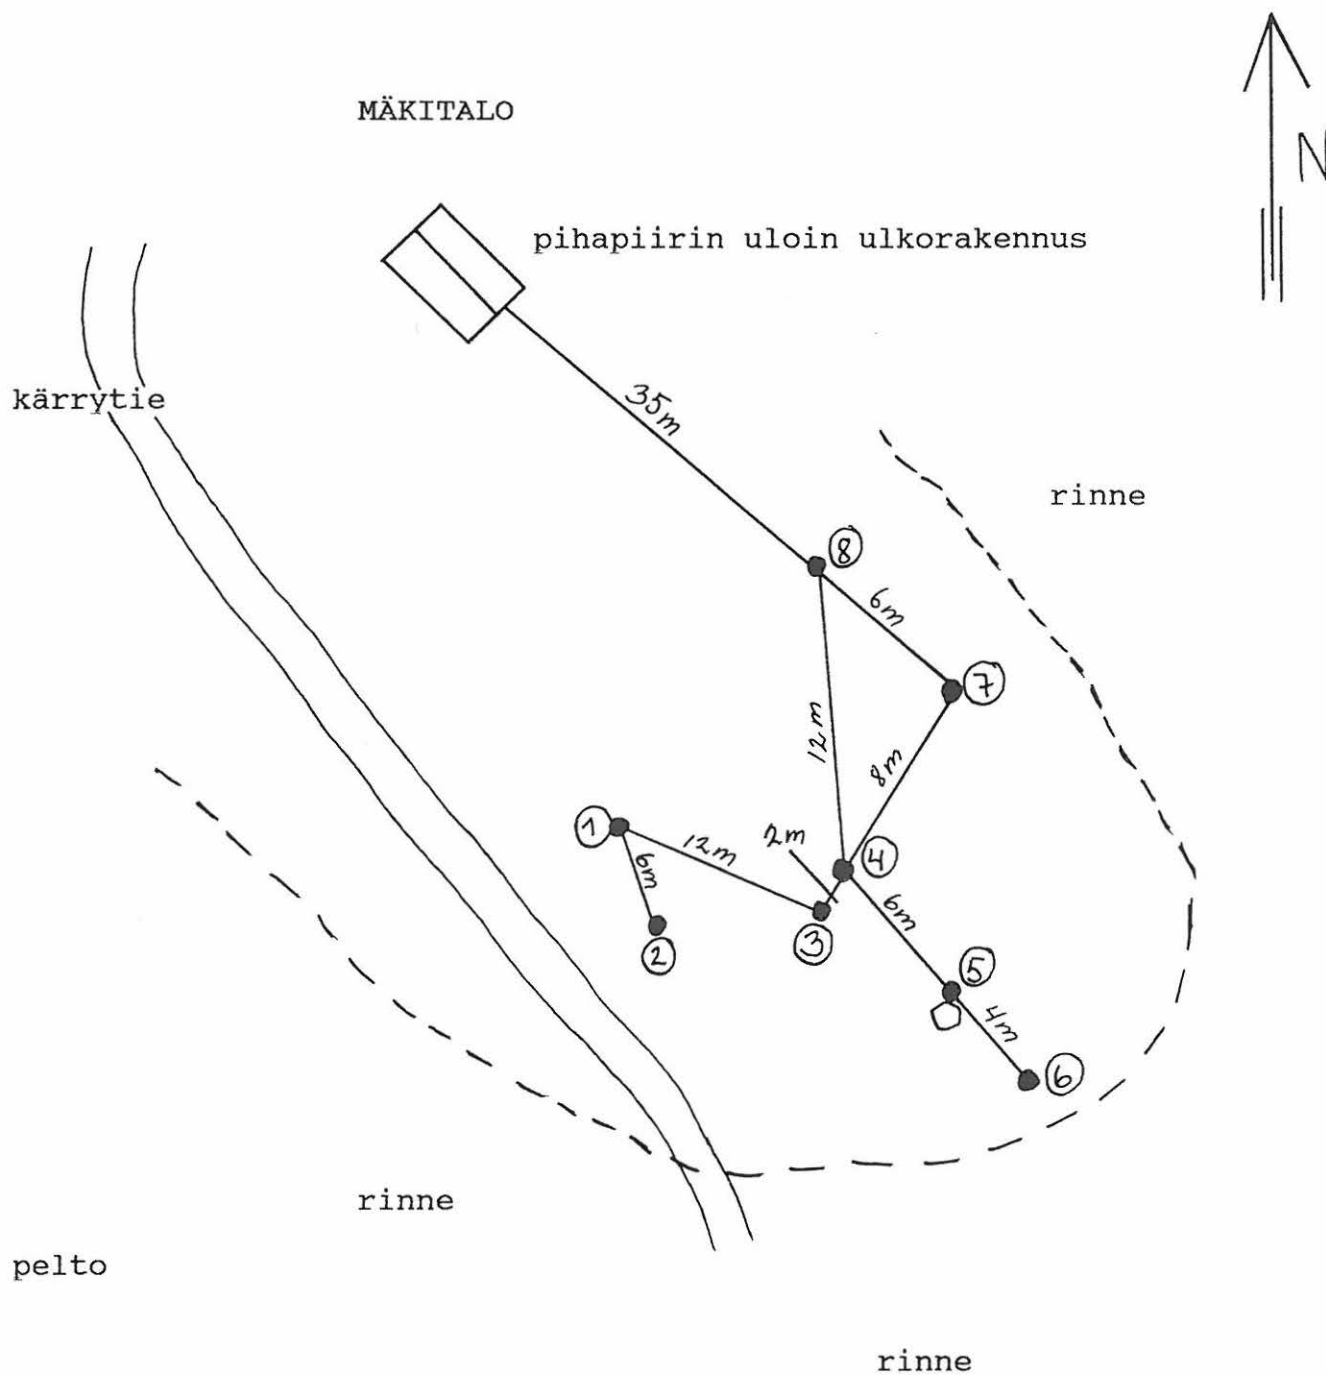 MÄKITALO
N
pihapiirin uloin ulkorakennus
kärrytie
35m
rinne
8
6m
7
12m
8m
1
12m
2m
4
6m
6m
3
2
5
4m
6
rinne
pelto
rinne